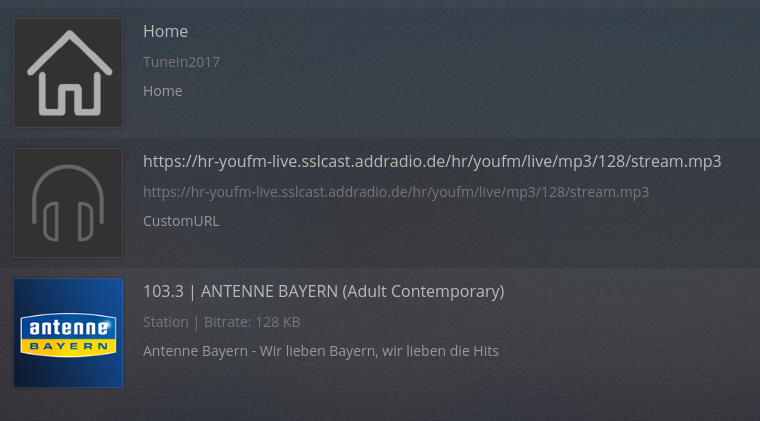 Home
TuneIn2017
Home
https://hr-youfm-live.sslcast.addradio.de/hr/youfm/live/mp3/128/stream.mp3
https://hr-youfm-live.sslcast.addradio.de/hr/youfm/live/mp3/128/stream.mp3
CustomURL
antenne
BAYERN
103.3 | ANTENNE BAYERN (Adult Contemporary)
Station | Bitrate: 128 KB
Antenne Bayern - Wir lieben Bayern, wir lieben die Hits